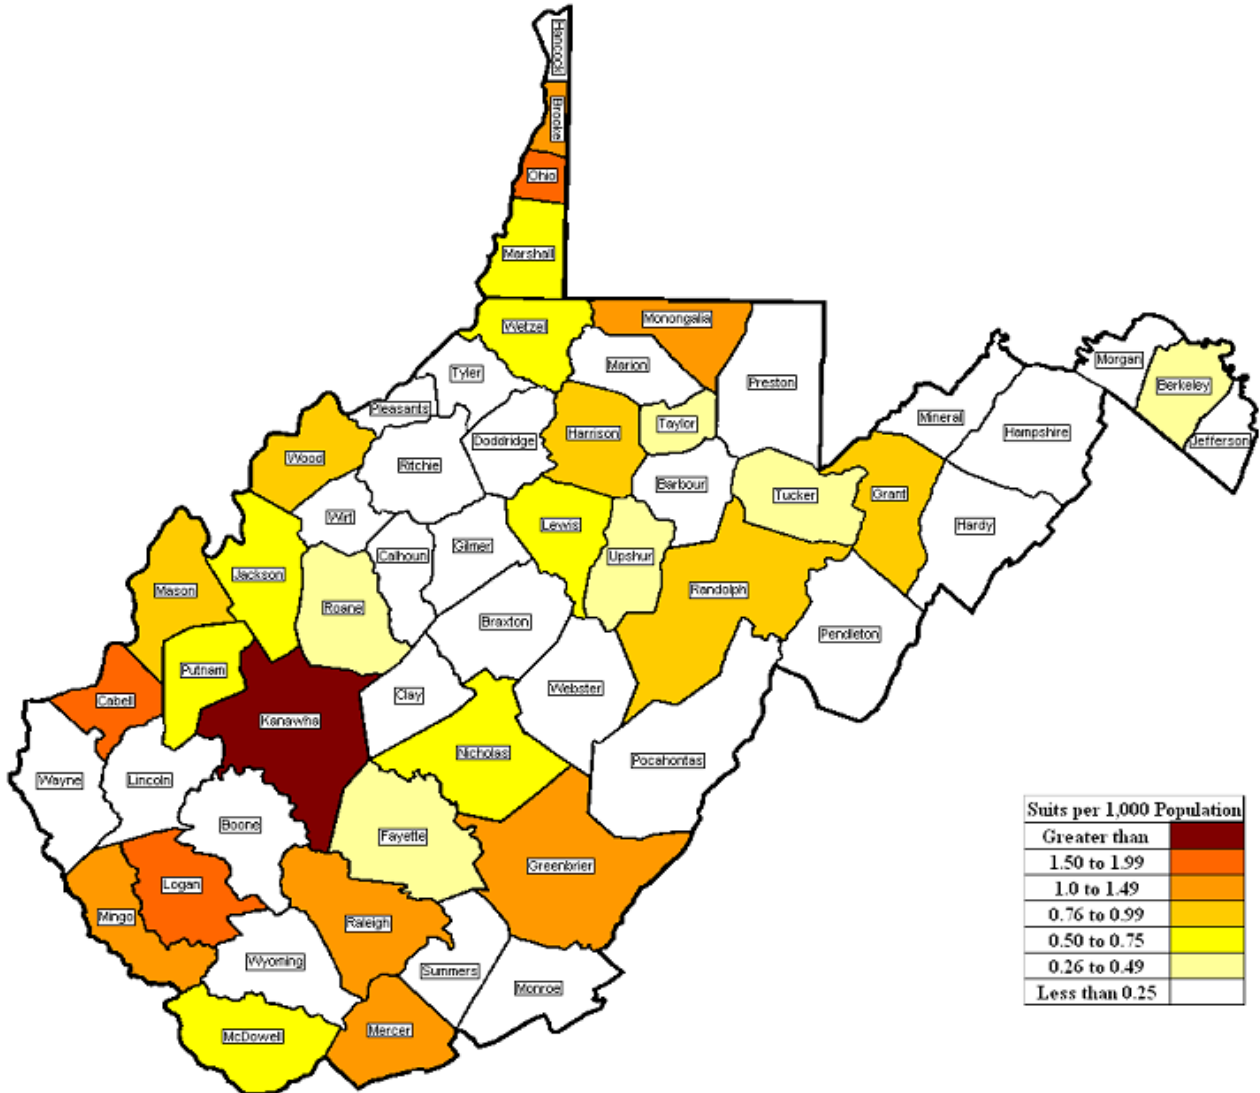 Hancock
Brooke
Ohio
Marshall
Wetzel
Monongalia
Marion
Tyler
Preston
Morgan
Berkeley
Pleasants
Mineral
Hampshire
Jefferson
Doddridge
Harrison
Taylor
Wood
Ritchie
Barbour
Tucker
Grant
Wirt
Lewis
Hardy
Calhoun
Gilmer
Upshur
Jackson
Mason
Roane
Randolph
Braxton
Pendleton
Putnam
Webster
Cabell
Clay
Kanawha
Nicholas
Pocahontas
Wayne
Lincoln
Boone
Fayette
Greenbrier
Logan
Mingo
Raleigh
Wyoming
Summers
Monroe
McDowell
Mercer
Suits per 1,000 Population
Greater than
1.50 to 1.99
1.0 to 1.49
0.76 to 0.99
0.50 to 0.75
0.26 to 0.49
Less than 0.25